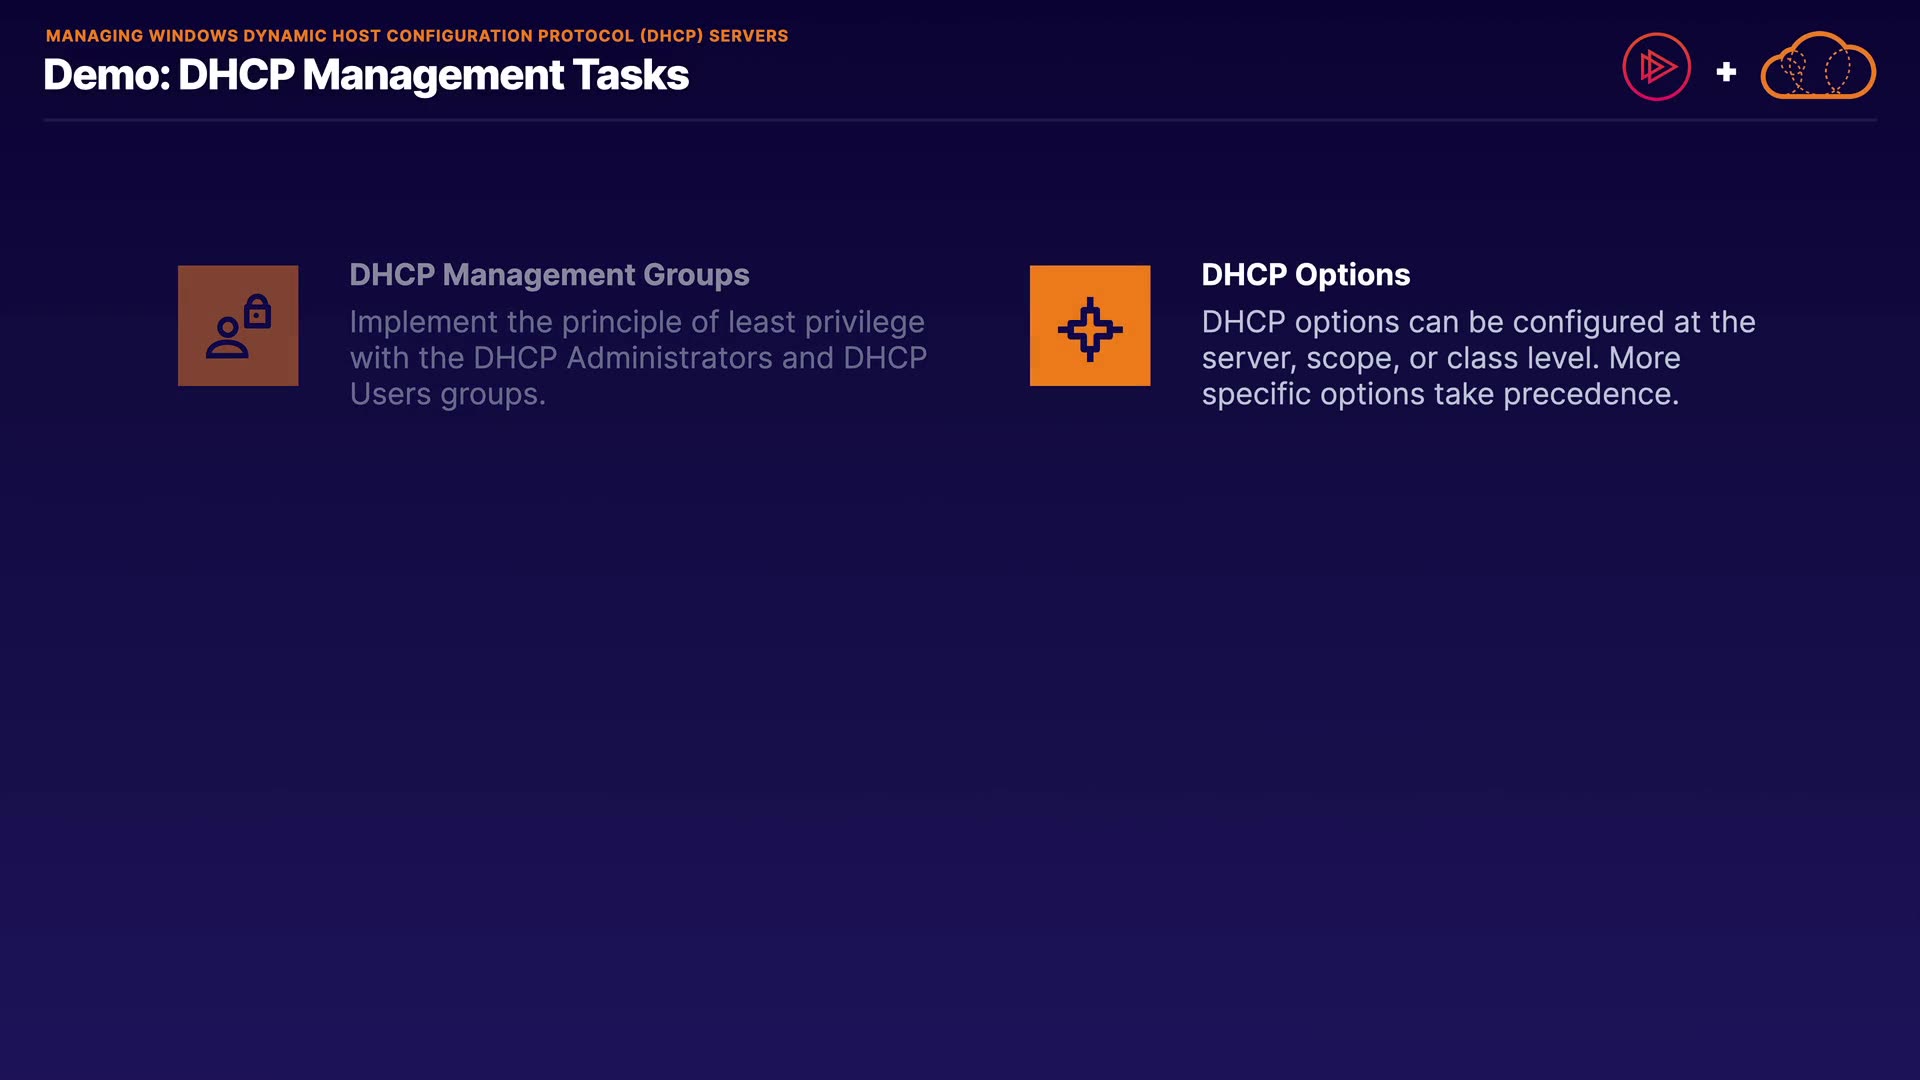 MANAGING WINDOWS DYNAMIC HOST CONFIGURATION PROTOCOL (DHCP) SERVERS
Demo: DHCP Management Tasks
DHCP Management Groups
Implement the principle of least privilege
with the DHCP Administrators and DHCP
Users groups.
DHCP Options
DHCP options can be configured at the
server, scope, or class level. More
specific options take precedence.